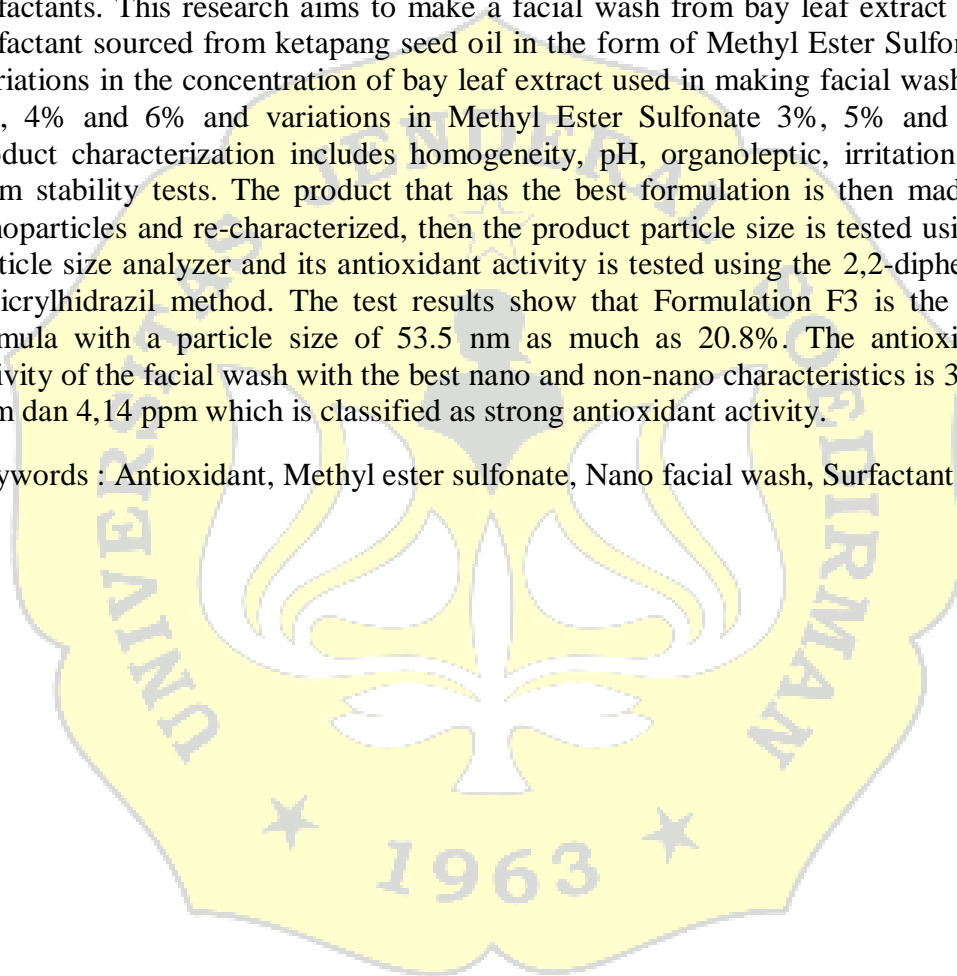 factants. This research aims to make a facial wash from bay leaf extract
factant sourced from ketapang seed oil in the form of Methyl Ester Sulfon
riations in the concentration of bay leaf extract used in making facial wash
, 4% and 6% and variations in Methyl Ester Sulfonate 3%, 5% and
duct characterization includes homogeneity, pH, organoleptic, irritation,
m stability tests. The product that has the best formulation is then made
noparticles and re-characterized, then the product particle size is tested usi
ticle size analyzer and its antioxidant activity is tested using the 2,2-diphe
icrylhidrazil method. The test results show that Formulation F3 is the
mula with a particle size of 53.5 nm as much as 20.8%. The antioxi
ivity of the facial wash with the best nano and non-nano characteristics is 3
m dan 4,14 ppm which is classified as strong antioxidant activity.
ywords : Antioxidant, Methyl ester sulfonate, Nano facial wash, Surfactant
UNIVERSITAS JENDERAL SOEDIRMAN
1963